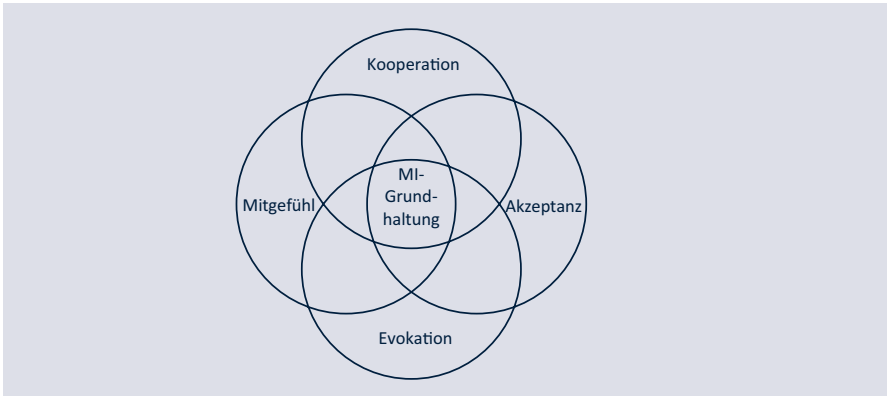 Kooperation
MI-
Grund-
haltung
Mitgefühl
Akzeptanz
Evokation